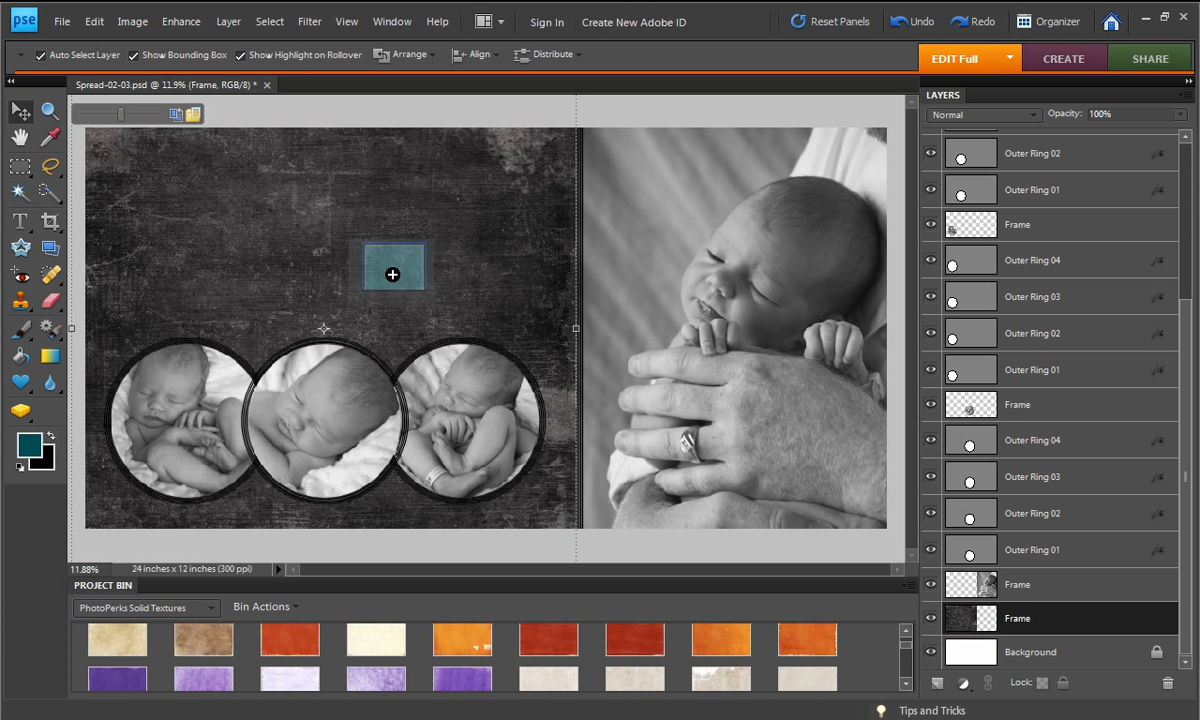 pse File Edit Image Enhance Layer Select Filter View Window Help Sign In Create New Adobe ID Reset Panels Undo Redo Organizer
Auto Select Layer Show Bounding Box Show Highlight on Rollover Arrange Align Distribute EDIT Full CREATE SHARE
Spread-02-03.psd @ 11.9% (Frame, RGB/8) * ×
LAYERS
Normal Opacity: 100%
Outer Ring 02
Outer Ring 01
Frame
Outer Ring 04
Outer Ring 03
Outer Ring 02
Outer Ring 01
Frame
Outer Ring 04
Outer Ring 03
Outer Ring 02
Outer Ring 01
Frame
Frame
Background
Lock:
11.88% 24 inches x 12 inches (300 ppi)
PROJECT BIN
PhotoPerks Solid Textures Bin Actions
Tips and Tricks